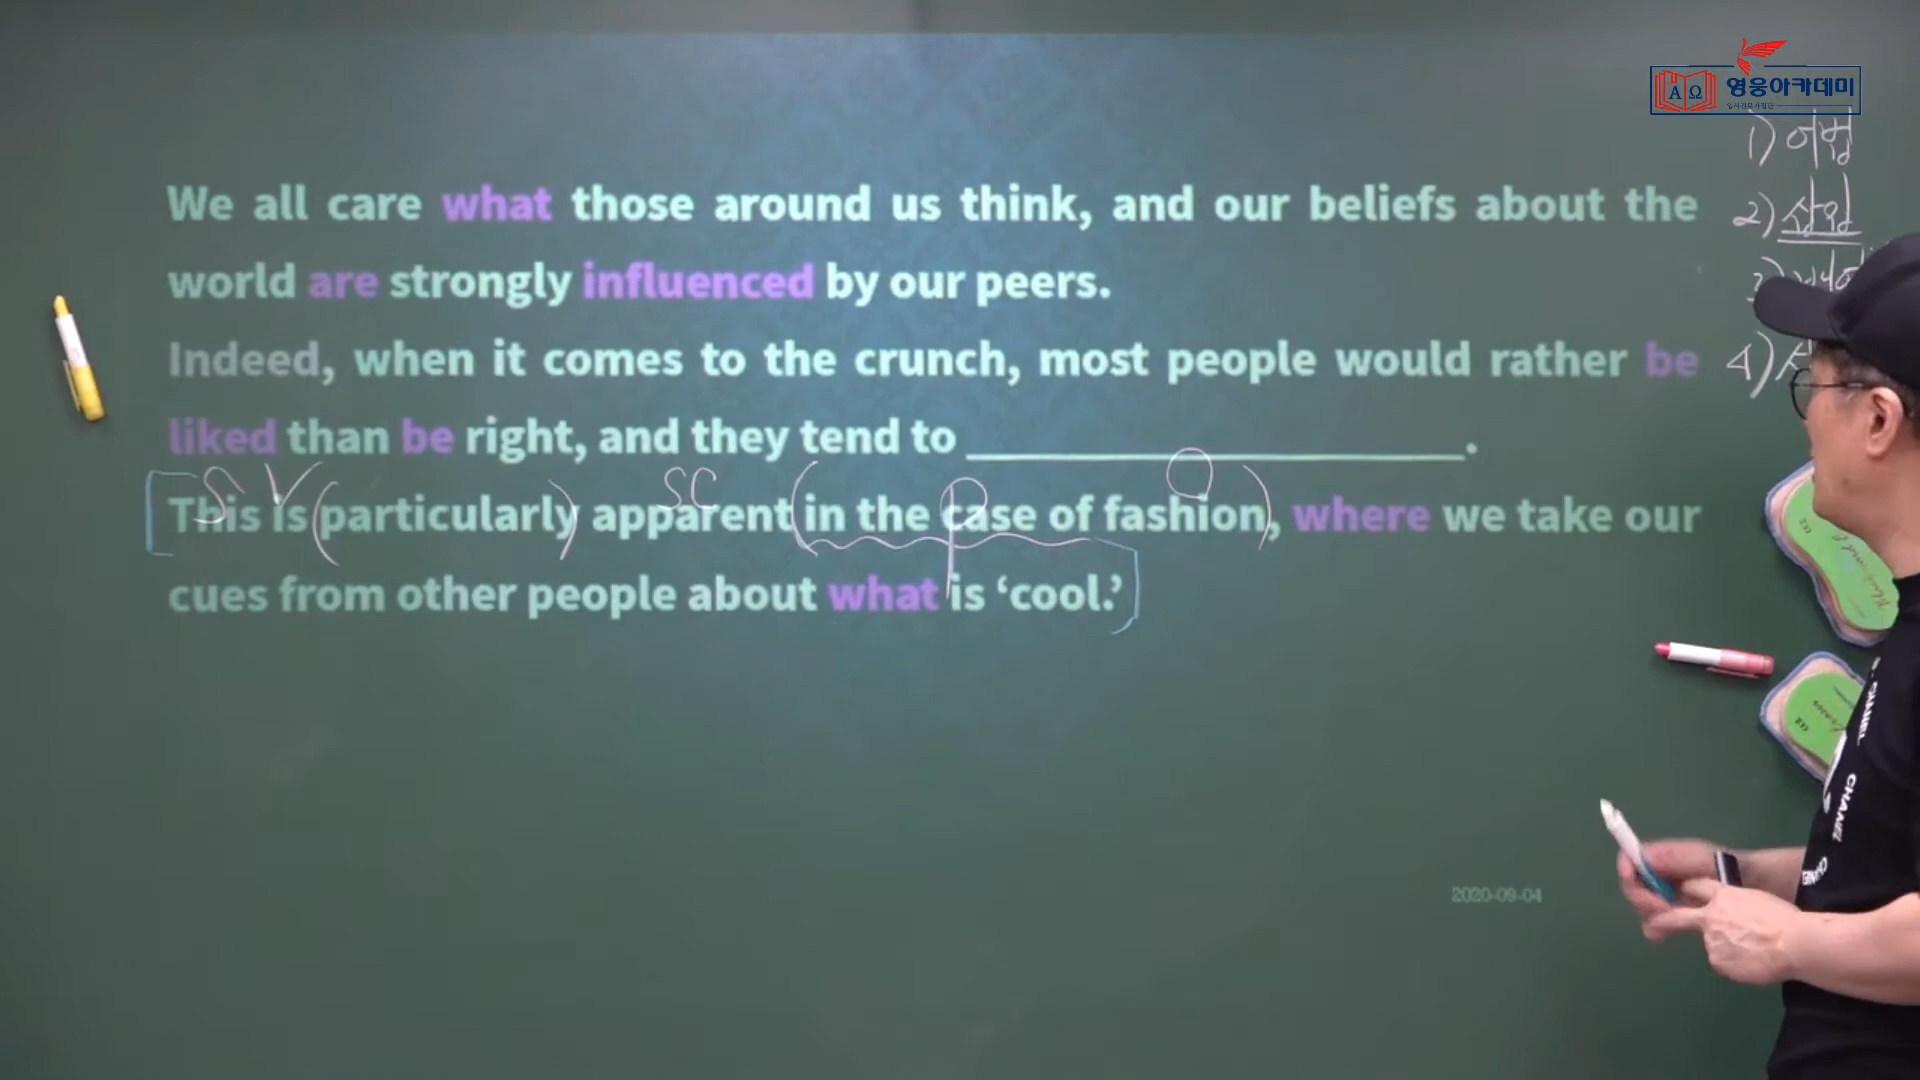 영웅아카데미
1) 어법
2) 삽입
We all care what those around us think, and our beliefs about the
world are strongly influenced by our peers.
Indeed, when it comes to the crunch, most people would rather be
liked than be right, and they tend to ____________________.
S V SC
This is (particularly) apparent (in the case of fashion), where we take our
cues from other people about what is ‘cool.’
3)
4)
CHANEL
CHANEL
2020-09-04